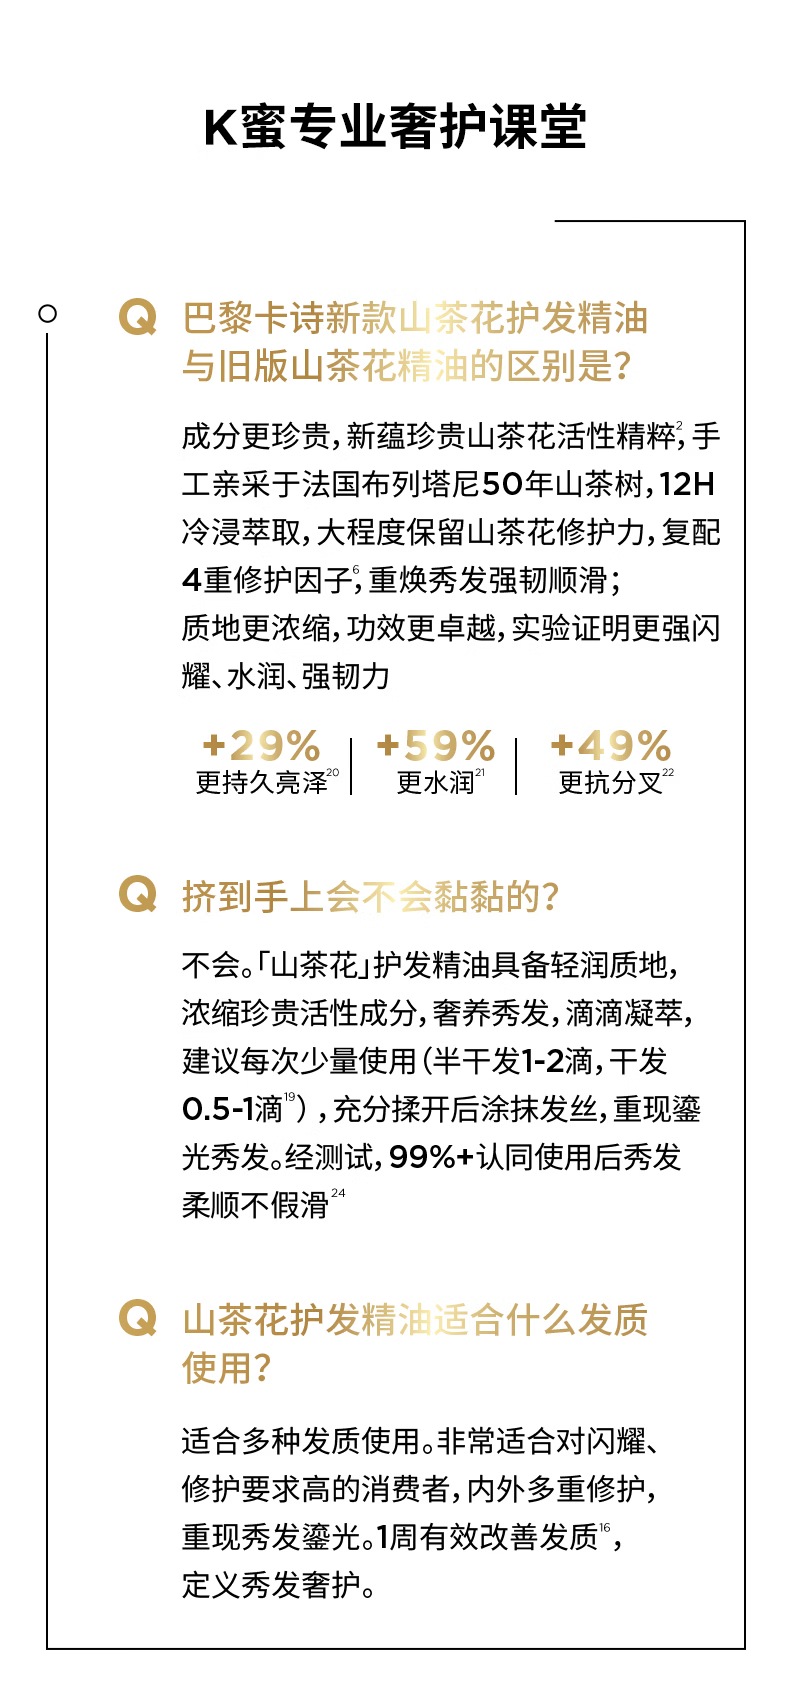 K蜜专业奢护课堂
Q 巴黎卡诗新款山茶花护发精油
与旧版山茶花精油的区别是？
成分更珍贵，新蕴珍贵山茶花活性精粹2，手
工亲采于法国布列塔尼50年山茶树，12H
冷浸萃取，大程度保留山茶花修护力，复配
4重修护因子6，重焕秀发强韧顺滑；
质地更浓缩，功效更卓越，实验证明更强闪
耀、水润、强韧力
+29% +59% +49%
更持久亮泽20 更水润21 更抗分叉22
Q 挤到手上会不会黏黏的？
不会。「山茶花」护发精油具备轻润质地，
浓缩珍贵活性成分，奢养秀发，滴滴凝萃，
建议每次少量使用（半干发1-2滴，干发
0.5-1滴19），充分揉开后涂抹发丝，重现鎏
光秀发。经测试，99%+认同使用后秀发
柔顺不假滑24
Q 山茶花护发精油适合什么发质
使用？
适合多种发质使用。非常适合对闪耀、
修护要求高的消费者，内外多重修护，
重现秀发鎏光。1周有效改善发质16，
定义秀发奢护。